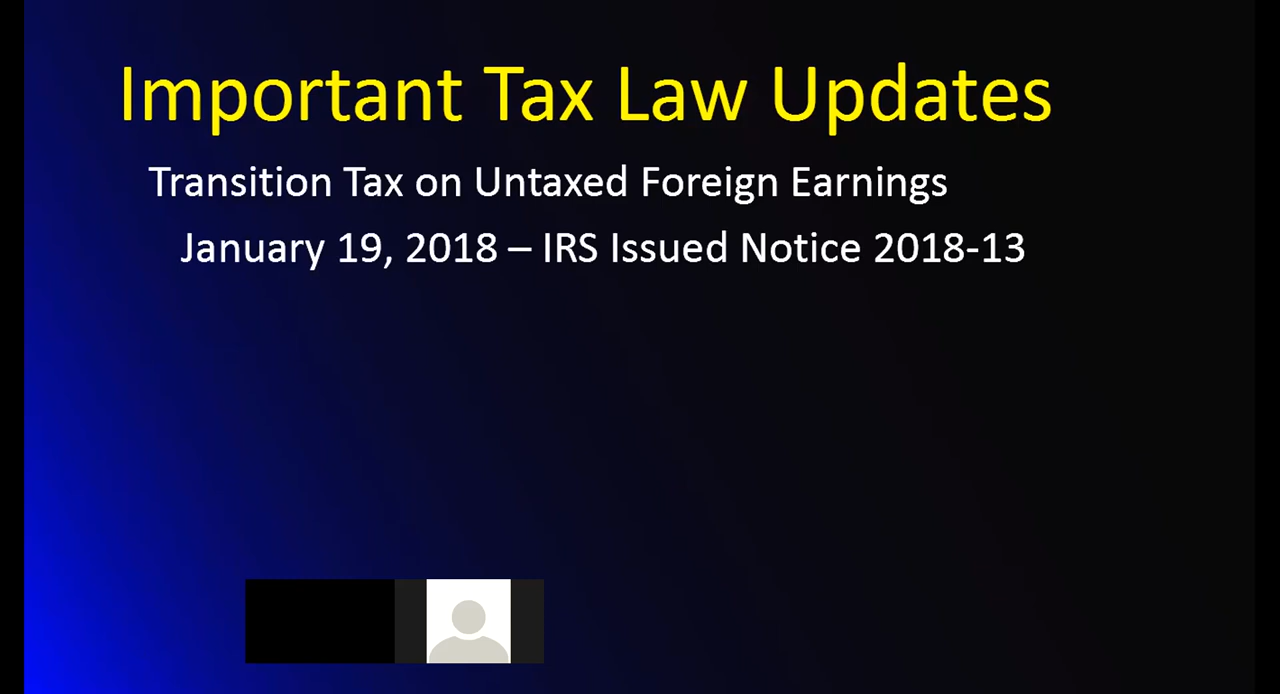 Important Tax Law Updates
Transition Tax on Untaxed Foreign Earnings
January 19, 2018 – IRS Issued Notice 2018-13